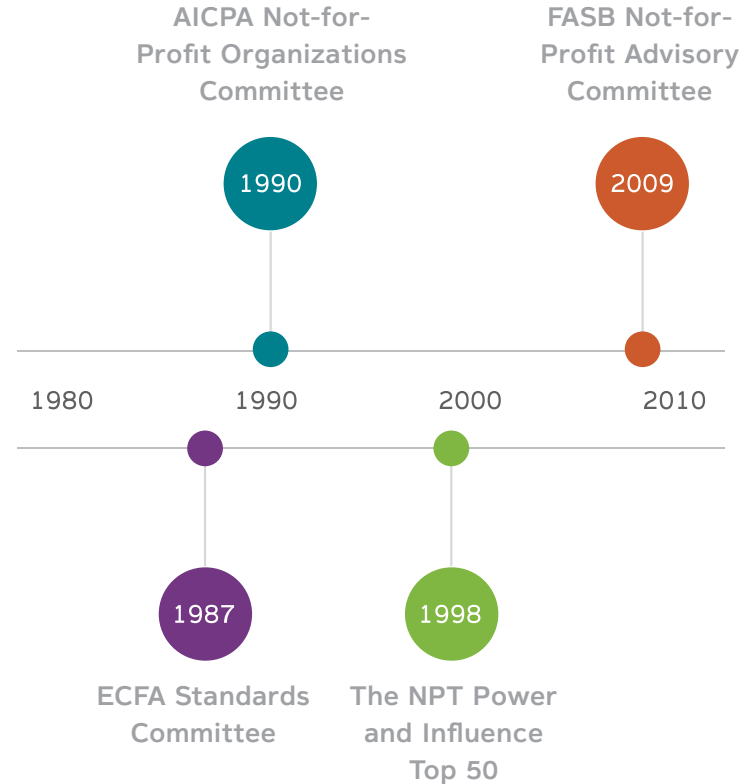 AICPA Not-for-
Profit Organizations
Committee
FASB Not-for-
Profit Advisory
Committee
1990
2009
1980
1990
2000
2010
1987
1998
ECFA Standards
Committee
The NPT Power
and Influence
Top 50